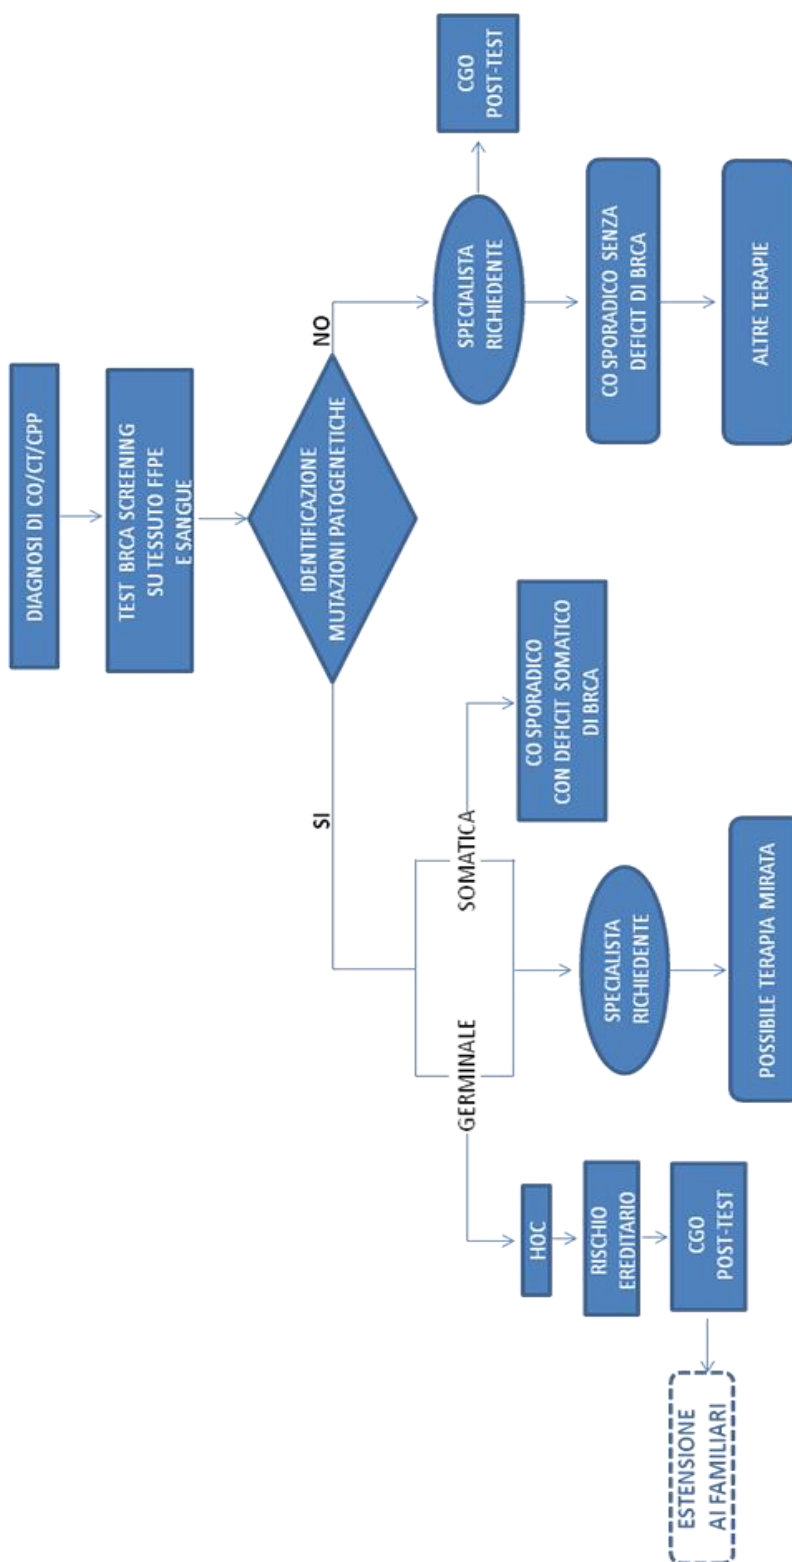 DIAGNOSI DI CO/CT/CPP
TEST BRCA SCREENING
SU TESSUTO FFPE
E SANGUE
IDENTIFICAZIONE
MUTAZIONI PATOGENETICHE
SI
NO
GERMINALE
SOMATICA
HOC
RISCHIO
EREDITARIO
CGO
POST-TEST
ESTENSIONE
AI FAMILIARI
SPECIALISTA
RICHIEDENTE
POSSIBILE TERAPIA MIRATA
CO SPORADICO
CON DEFICIT SOMATICO
DI BRCA
SPECIALISTA
RICHIEDENTE
CGO
POST-TEST
CO SPORADICO SENZA
DEFICIT DI BRCA
ALTRE TERAPIE